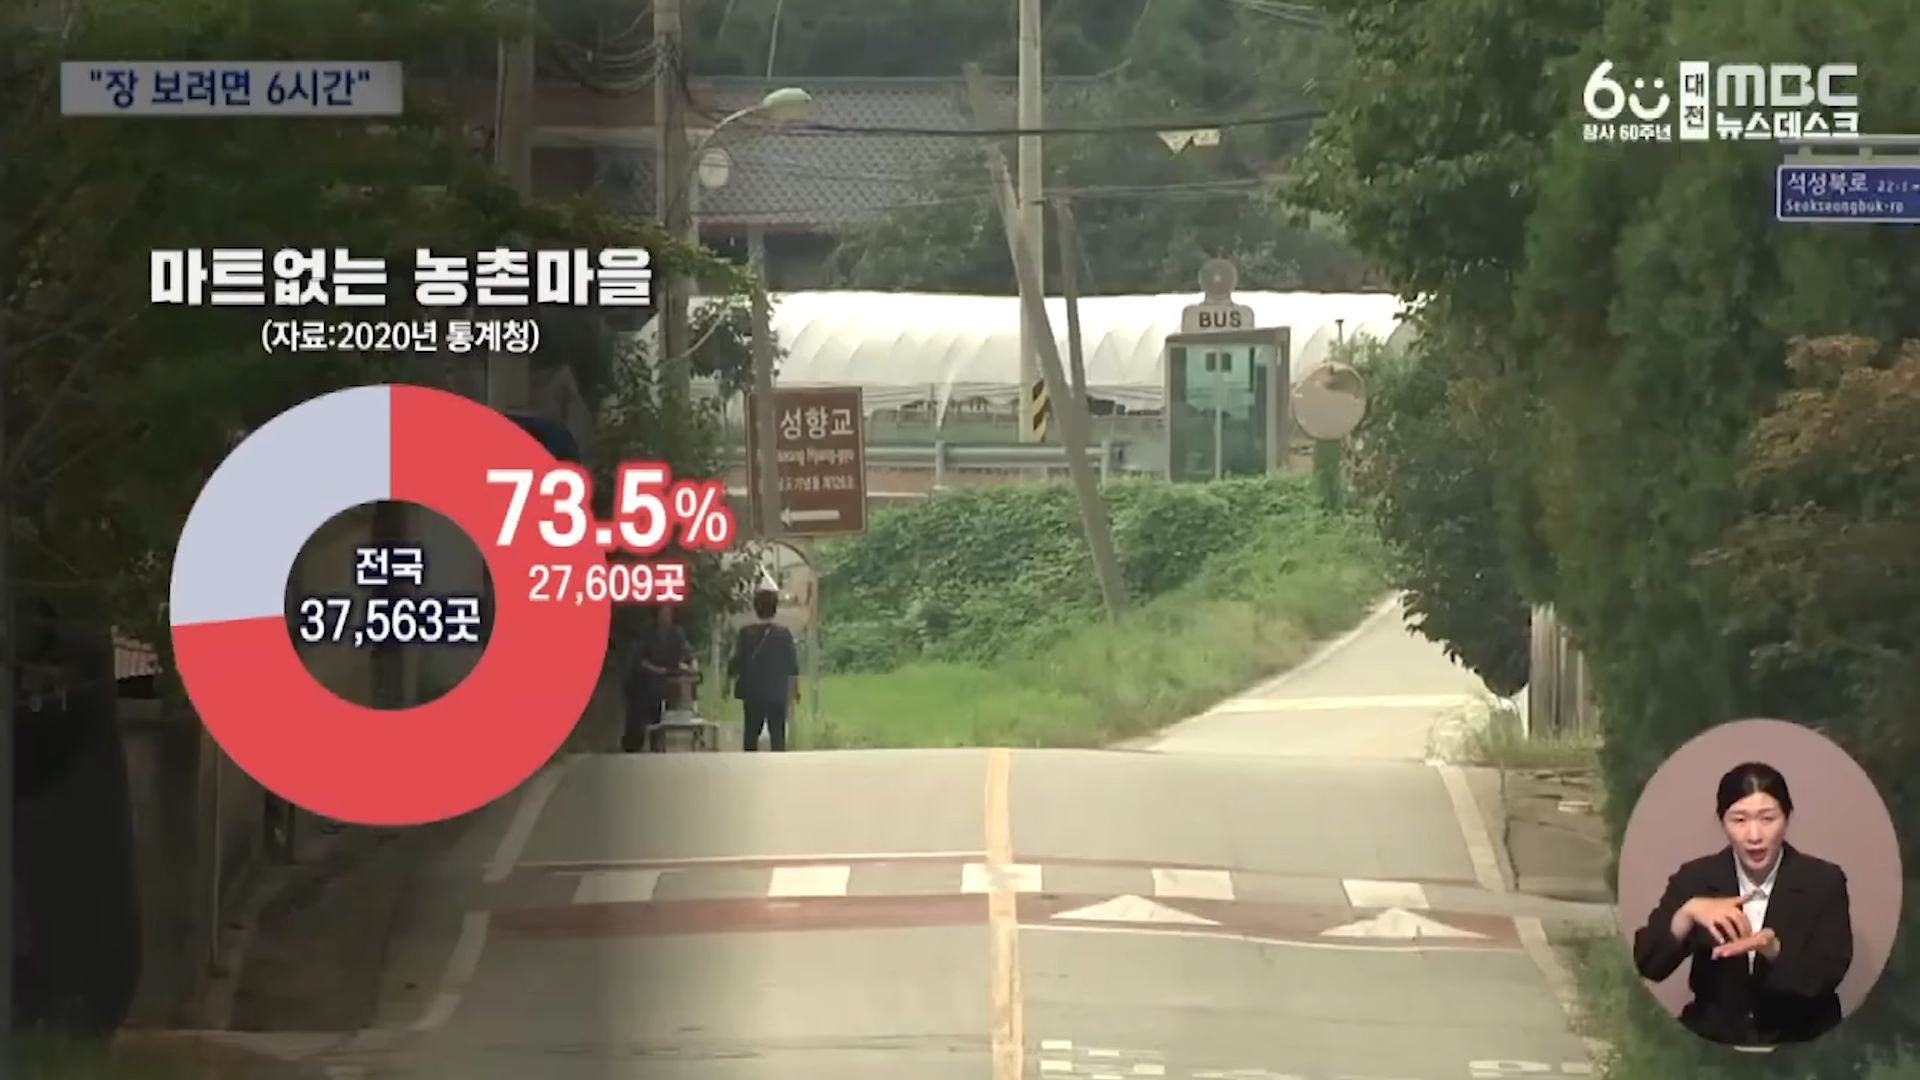 "장 보려면 6시간"
60
창사 60주년
대전
MBC
뉴스데스크
석성북로
Seokseongbuk-ro
마트없는 농촌마을
(자료:2020년 통계청)
BUS
성향교
73.5%
27,609곳
전국
37,563곳